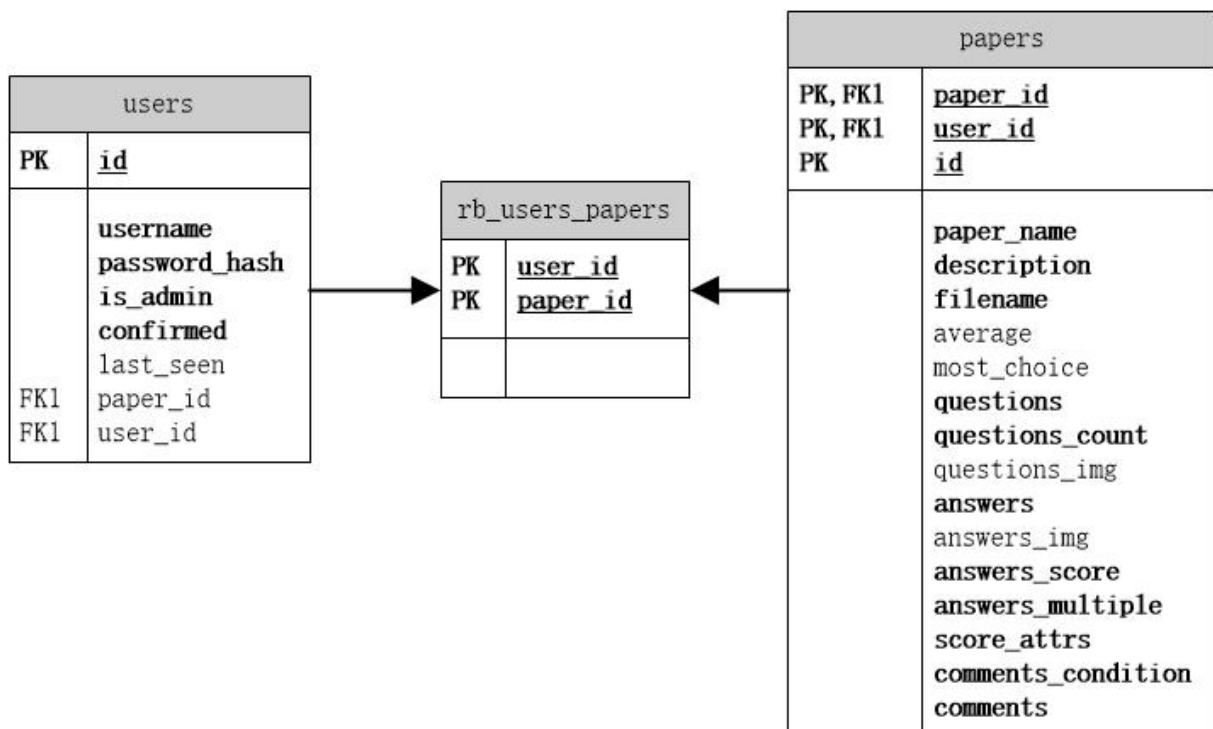 users
PK id
username
password_hash
is_admin
confirmed
last_seen
FK1 paper_id
FK1 user_id
rb_users_papers
PK user_id
PK paper_id
papers
PK, FK1 paper_id
PK, FK1 user_id
PK id
paper_name
description
filename
average
most_choice
questions
questions_count
questions_img
answers
answers_img
answers_score
answers_multiple
score_attrs
comments_condition
comments